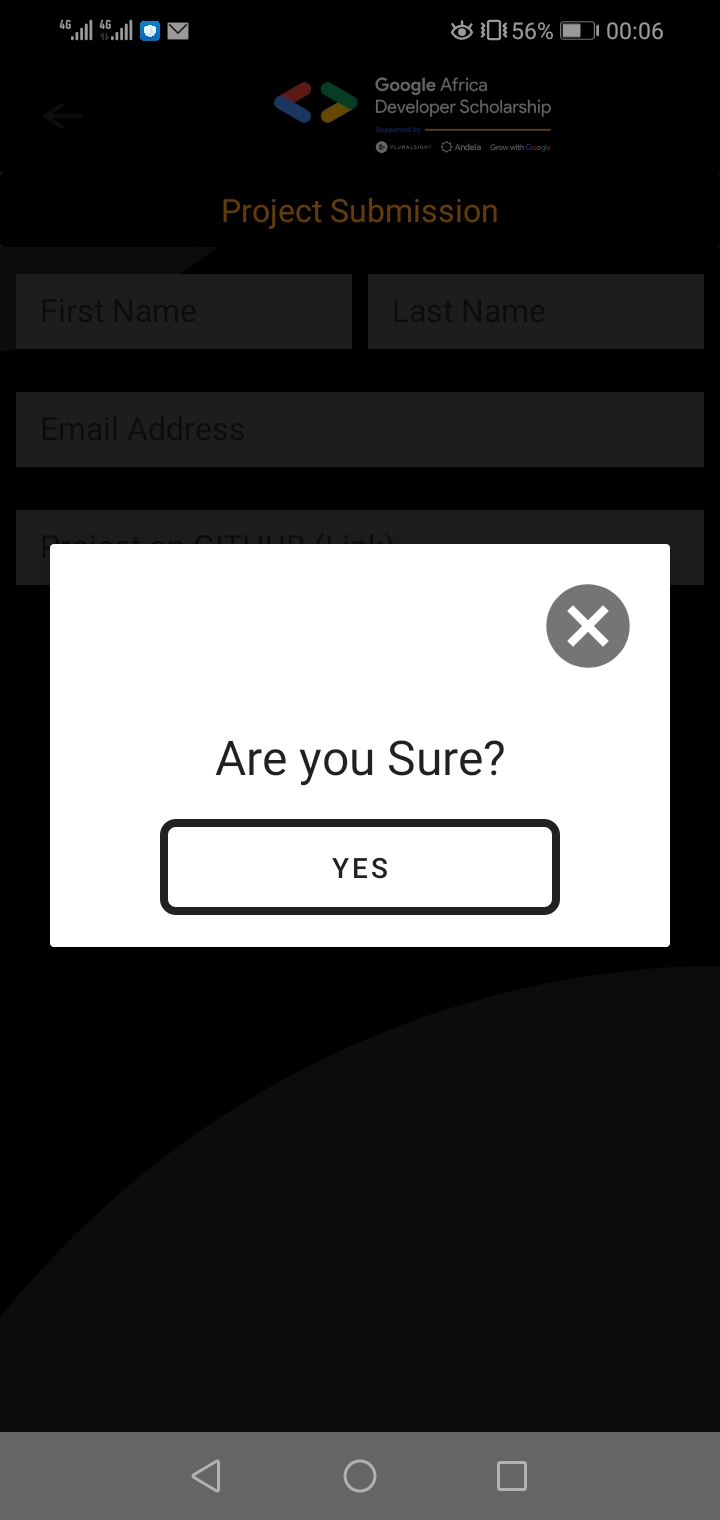 4G 4G 56% 00:06
Google Africa
Developer Scholarship
Supported by
PLURALSIGHT Andela Grow with Google
Project Submission
First Name Last Name
Email Address
Project on GITHUB (Link)
Are you Sure?
YES